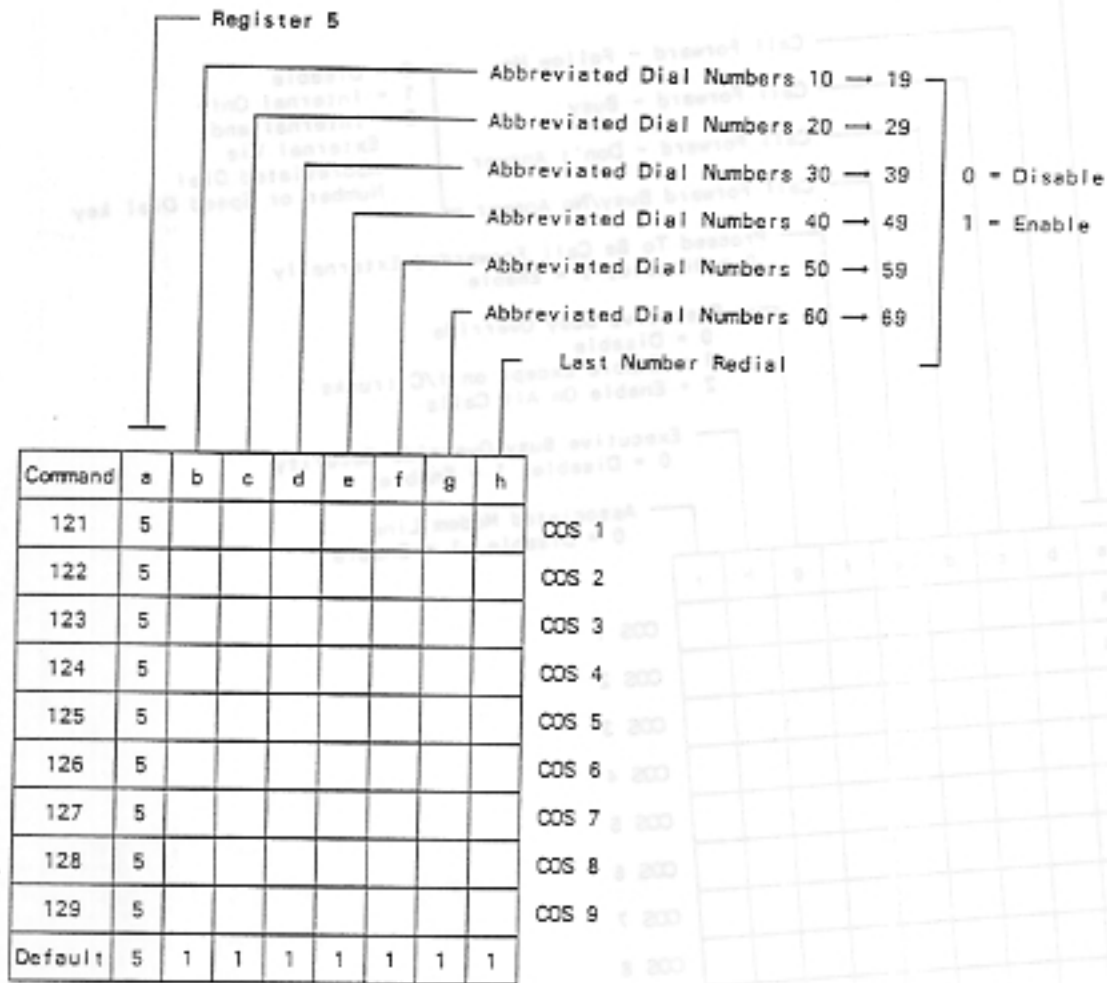 Register 5
Abbreviated Dial Numbers 10 → 19
Abbreviated Dial Numbers 20 → 29
Abbreviated Dial Numbers 30 → 39
0 = Disable
Abbreviated Dial Numbers 40 → 49
1 = Enable
Abbreviated Dial Numbers 50 → 59
Abbreviated Dial Numbers 60 → 69
Last Number Redial
Command a b c d e f g h
121 5 COS 1
122 5 COS 2
123 5 COS 3
124 5 COS 4
125 5 COS 5
126 5 COS 6
127 5 COS 7
128 5 COS 8
129 5 COS 9
Default 5 1 1 1 1 1 1 1